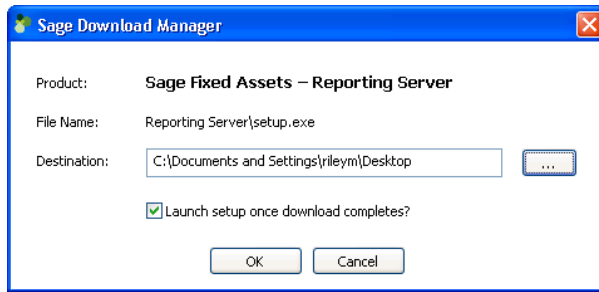 Sage Download Manager
Product: Sage Fixed Assets – Reporting Server
File Name: Reporting Server\setup.exe
Destination: C:\Documents and Settings\rileym\Desktop ...
Launch setup once download completes?
OK Cancel